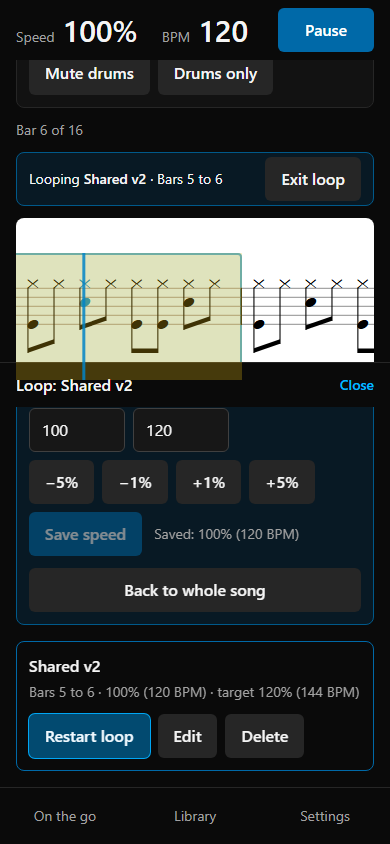 Speed 100% BPM 120 Pause
Mute drums Drums only
Bar 6 of 16
Looping Shared v2 · Bars 5 to 6 Exit loop
Loop: Shared v2 Close
100 120
−5% −1% +1% +5%
Save speed Saved: 100% (120 BPM)
Back to whole song
Shared v2
Bars 5 to 6 · 100% (120 BPM) · target 120% (144 BPM)
Restart loop Edit Delete
On the go Library Settings